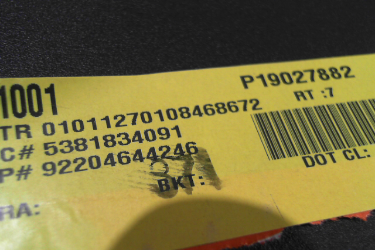 P19027882
1001
RT :7
TR 01011270108468672
C# 5381834091
P# 92204644246
BKT:
DOT CL:
RA: